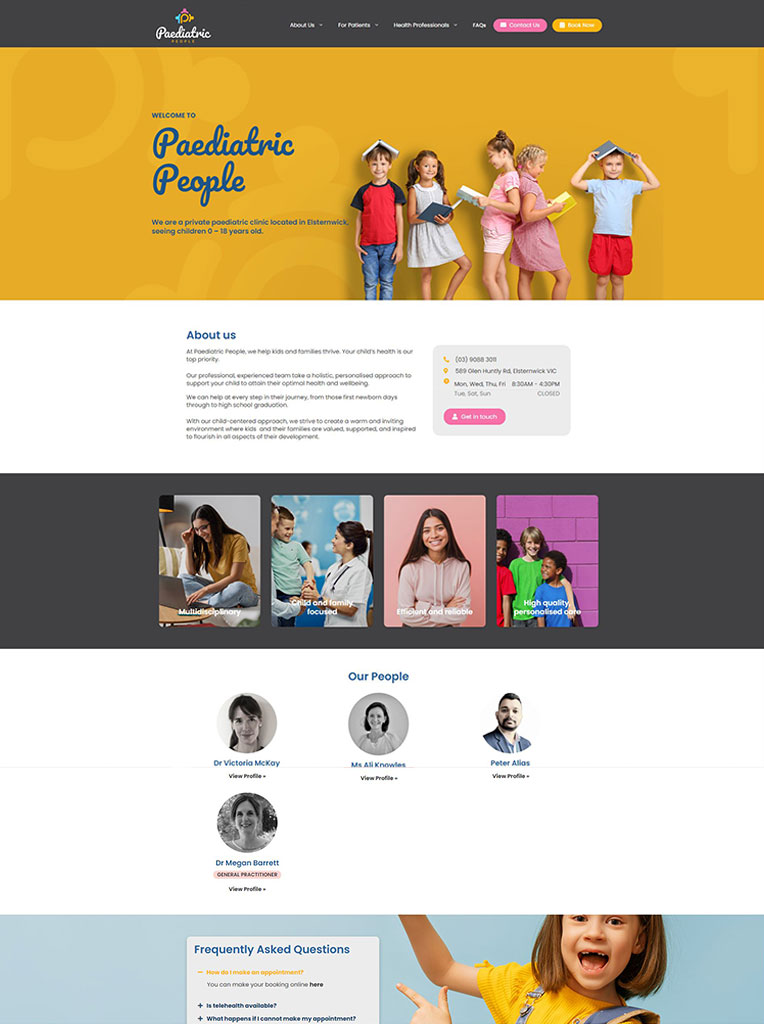 Paediatric
PEOPLE
About Us
For Patients
Health Professionals
FAQs
Contact Us
Book Now
WELCOME TO
Paediatric
People
We are a private paediatric clinic located in Elsternwick,
seeing children 0 – 18 years old.
About us
At Paediatric People, we help kids and families thrive. Your child's health is our
top priority.
Our professional, experienced team take a holistic, personalised approach to
support your child to attain their optimal health and wellbeing.
We can help at every step in their journey, from those first newborn days
through to high school graduation.
With our child-centered approach, we strive to create a warm and inviting
environment where kids and their families are valued, supported, and inspired
to flourish in all aspects of their development.
(03) 9088 3011
589 Glen Huntly Rd, Elsternwick VIC
Mon, Wed, Thu, Fri 8:30AM - 4:30PM
Tue, Sat, Sun CLOSED
Get in touch
Multidisciplinary
Child and family
focused
Efficient and reliable
High quality,
personalised care
Our People
Dr Victoria McKay
View Profile »
Ms Ali Knowles
View Profile »
Peter Alias
View Profile »
Dr Megan Barrett
GENERAL PRACTITIONER
View Profile »
Frequently Asked Questions
How do I make an appointment?
You can make your booking online here
Is telehealth available?
What happens if I cannot make my appointment?